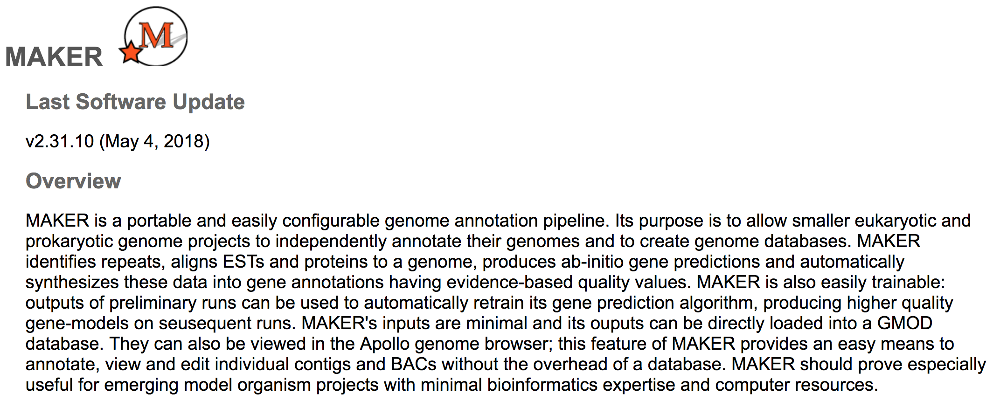 MAKER M
Last Software Update
v2.31.10 (May 4, 2018)
Overview
MAKER is a portable and easily configurable genome annotation pipeline. Its purpose is to allow smaller eukaryotic and
prokaryotic genome projects to independently annotate their genomes and to create genome databases. MAKER
identifies repeats, aligns ESTs and proteins to a genome, produces ab-initio gene predictions and automatically
synthesizes these data into gene annotations having evidence-based quality values. MAKER is also easily trainable:
outputs of preliminary runs can be used to automatically retrain its gene prediction algorithm, producing higher quality
gene-models on seusequent runs. MAKER's inputs are minimal and its ouputs can be directly loaded into a GMOD
database. They can also be viewed in the Apollo genome browser; this feature of MAKER provides an easy means to
annotate, view and edit individual contigs and BACs without the overhead of a database. MAKER should prove especially
useful for emerging model organism projects with minimal bioinformatics expertise and computer resources.